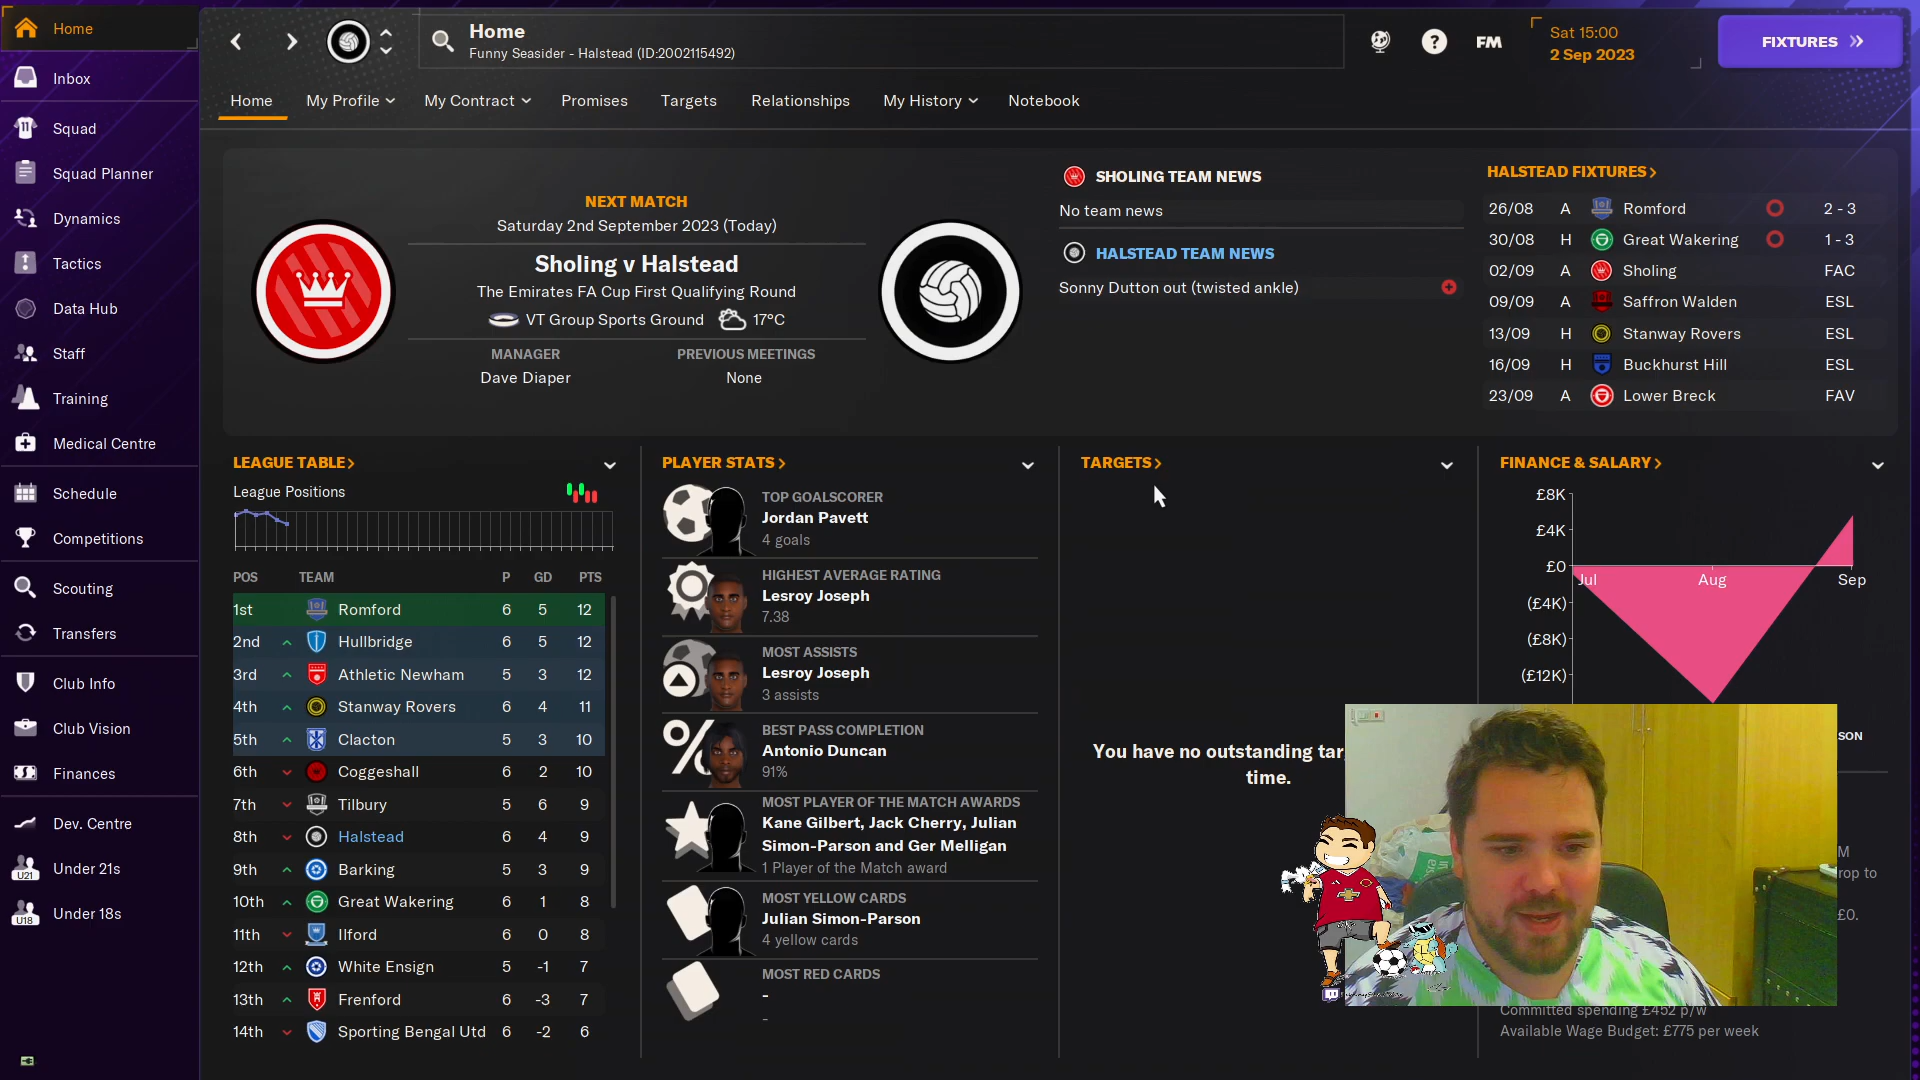 Home
Inbox
Squad
Squad Planner
Dynamics
Tactics
Data Hub
Staff
Training
Medical Centre
Schedule
Competitions
Scouting
Transfers
Club Info
Club Vision
Finances
Dev. Centre
U21 Under 21s
U18 Under 18s
Home
Funny Seasider - Halstead (ID:2002115492)
?
FM
Sat 15:00
2 Sep 2023
FIXTURES
Home My Profile My Contract Promises Targets Relationships My History Notebook
NEXT MATCH
Saturday 2nd September 2023 (Today)
Sholing v Halstead
The Emirates FA Cup First Qualifying Round
VT Group Sports Ground 17°C
MANAGER PREVIOUS MEETINGS
Dave Diaper None
SHOLING TEAM NEWS
No team news
HALSTEAD TEAM NEWS
Sonny Dutton out (twisted ankle)
HALSTEAD FIXTURES
26/08 A Romford 2 - 3
30/08 H Great Wakering 1 - 3
02/09 A Sholing FAC
09/09 A Saffron Walden ESL
13/09 H Stanway Rovers ESL
16/09 H Buckhurst Hill ESL
23/09 A Lower Breck FAV
LEAGUE TABLE
League Positions
POS TEAM P GD PTS
1st Romford 6 5 12
2nd Hullbridge 6 5 12
3rd Athletic Newham 5 3 12
4th Stanway Rovers 6 4 11
5th Clacton 5 3 10
6th Coggeshall 6 2 10
7th Tilbury 5 6 9
8th Halstead 6 4 9
9th Barking 5 3 9
10th Great Wakering 6 1 8
11th Ilford 6 0 8
12th White Ensign 5 -1 7
13th Frenford 6 -3 7
14th Sporting Bengal Utd 6 -2 6
PLAYER STATS
TOP GOALSCORER
Jordan Pavett
4 goals
HIGHEST AVERAGE RATING
Lesroy Joseph
7.38
MOST ASSISTS
Lesroy Joseph
3 assists
BEST PASS COMPLETION
Antonio Duncan
91%
MOST PLAYER OF THE MATCH AWARDS
Kane Gilbert, Jack Cherry, Julian
Simon-Parson and Ger Melligan
1 Player of the Match award
MOST YELLOW CARDS
Julian Simon-Parson
4 yellow cards
MOST RED CARDS
-
-
TARGETS
You have no outstanding tar
time.
FINANCE & SALARY
£8K
£4K
£0
Jul Aug Sep
(£4K)
(£8K)
(£12K)
SON
M
rop to
£0.
Committed spending £452 p/w
Available Wage Budget: £775 per week